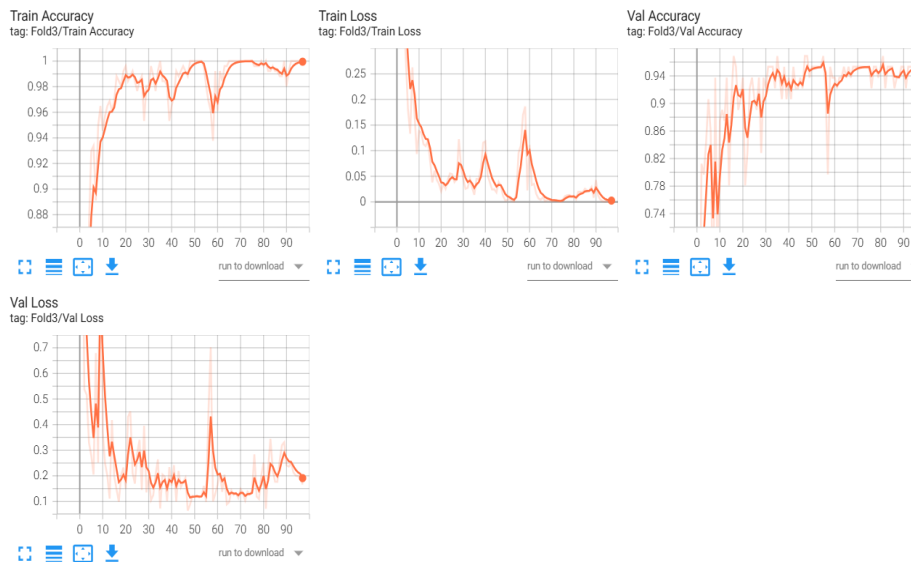 Train Accuracy
tag: Fold3/Train Accuracy
1
0.98
0.96
0.94
0.92
0.9
0.88
0 10 20 30 40 50 60 70 80 90
run to download
Train Loss
tag: Fold3/Train Loss
0.25
0.2
0.15
0.1
0.05
0
0 10 20 30 40 50 60 70 80 90
run to download
Val Accuracy
tag: Fold3/Val Accuracy
0.94
0.9
0.86
0.82
0.78
0.74
0 10 20 30 40 50 60 70 80 90
run to download
Val Loss
tag: Fold3/Val Loss
0.7
0.6
0.5
0.4
0.3
0.2
0.1
0 10 20 30 40 50 60 70 80 90
run to download